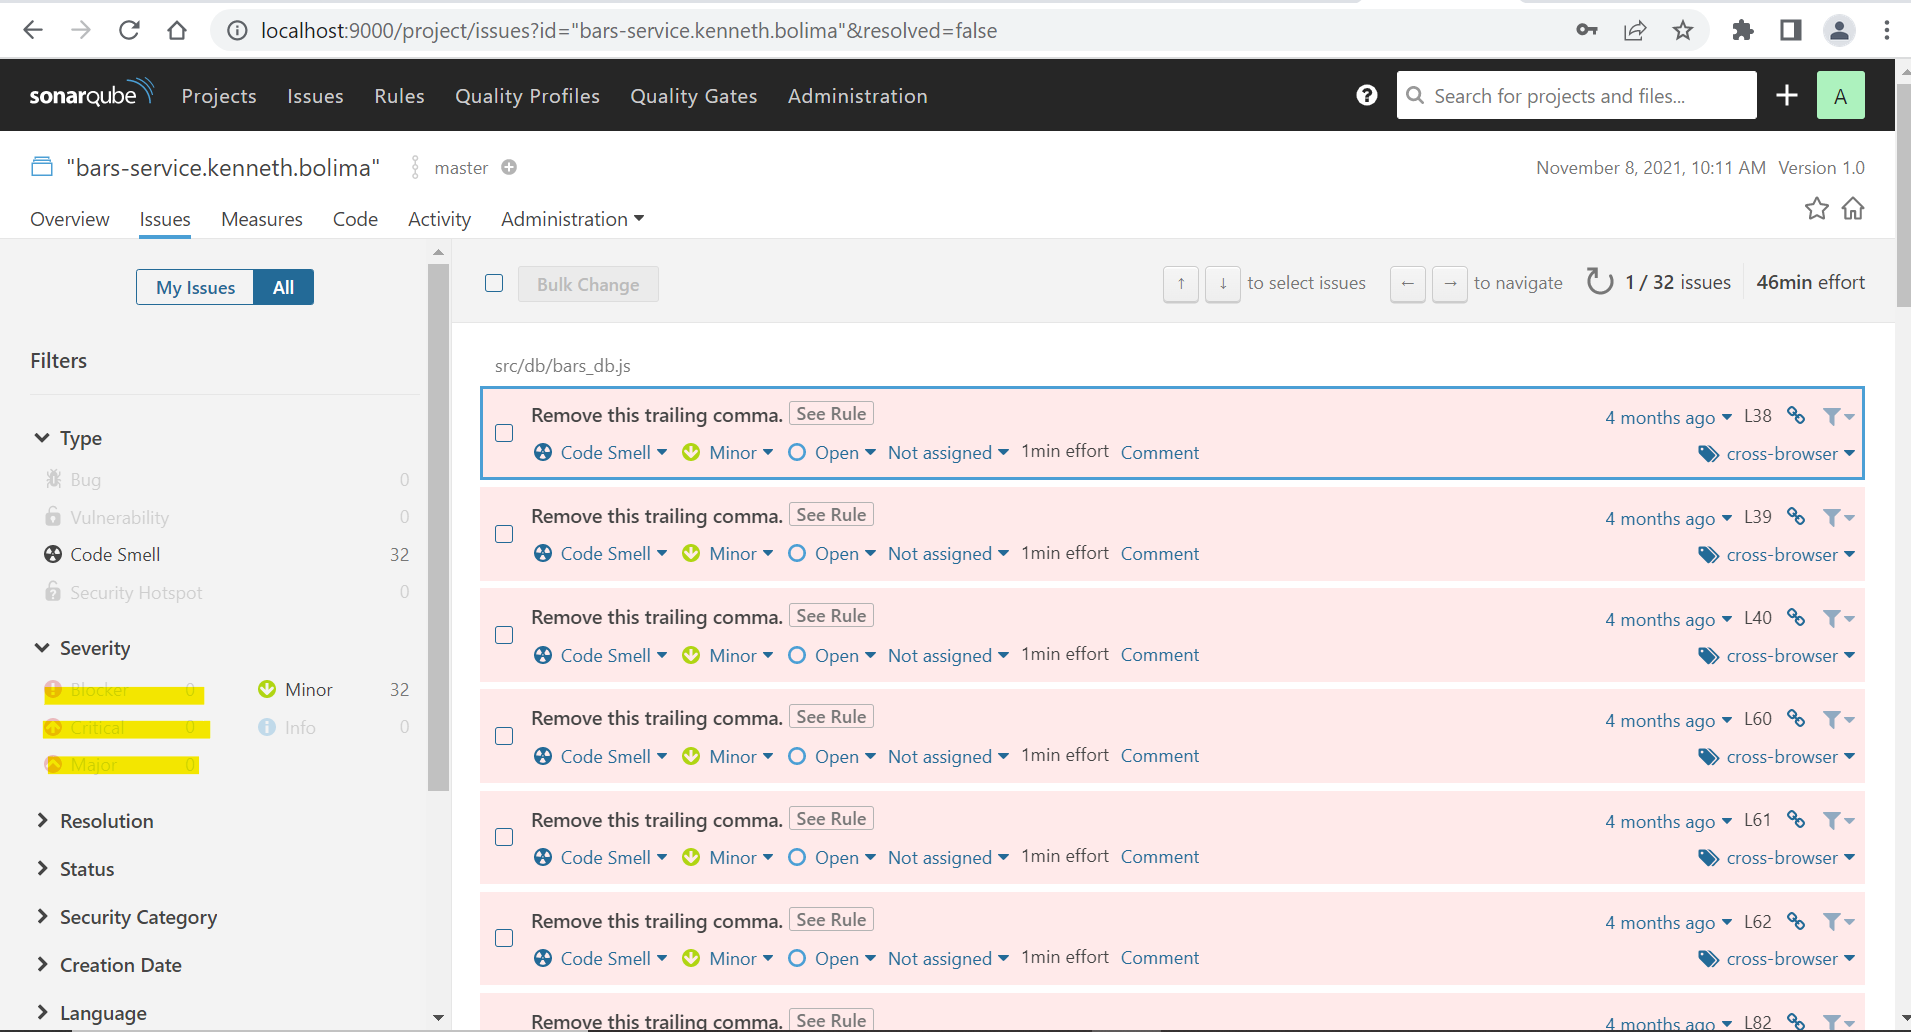 localhost:9000/project/issues?id="bars-service.kenneth.bolima"&resolved=false
sonarqube Projects Issues Rules Quality Profiles Quality Gates Administration ? Search for projects and files... + A
"bars-service.kenneth.bolima" master November 8, 2021, 10:11 AM Version 1.0
Overview Issues Measures Code Activity Administration
My Issues All
Bulk Change ↑ ↓ to select issues ← → to navigate 1 / 32 issues 46min effort
Filters
Type
Bug 0
Vulnerability 0
Code Smell 32
Security Hotspot 0
Severity
Blocker 0 Minor 32
Critical 0 Info 0
Major 0
Resolution
Status
Security Category
Creation Date
Language
src/db/bars_db.js
Remove this trailing comma. See Rule 4 months ago L38
Code Smell Minor Open Not assigned 1min effort Comment cross-browser
Remove this trailing comma. See Rule 4 months ago L39
Code Smell Minor Open Not assigned 1min effort Comment cross-browser
Remove this trailing comma. See Rule 4 months ago L40
Code Smell Minor Open Not assigned 1min effort Comment cross-browser
Remove this trailing comma. See Rule 4 months ago L60
Code Smell Minor Open Not assigned 1min effort Comment cross-browser
Remove this trailing comma. See Rule 4 months ago L61
Code Smell Minor Open Not assigned 1min effort Comment cross-browser
Remove this trailing comma. See Rule 4 months ago L62
Code Smell Minor Open Not assigned 1min effort Comment cross-browser
Remove this trailing comma. See Rule 4 months ago L82